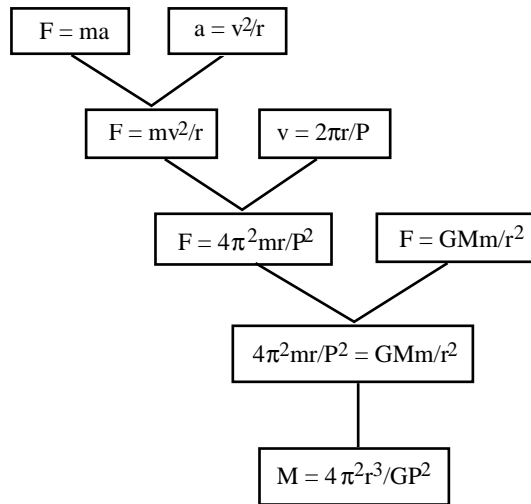 F = ma
a = v²/r
F = mv²/r
v = 2πr/P
F = 4π²mr/P²
F = GMm/r²
4π²mr/P² = GMm/r²
M = 4π²r³/GP²